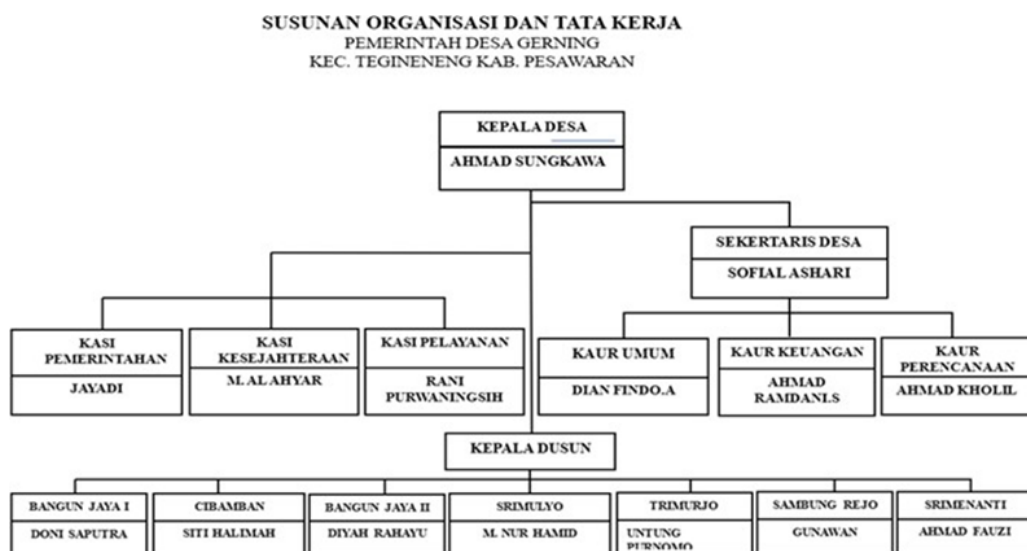 SUSUNAN ORGANISASI DAN TATA KERJA
PEMERINTAH DESA GERNING
KEC. TEGINENENG KAB. PESAWARAN
KEPALA DESA
AHMAD SUNGKAWA
SEKERTARIS DESA
SOFIAL ASHARI
KASI
PEMERINTAHAN
JAYADI
KASI
KESEJAHTERAAN
M. AL AHYAR
KASI PELAYANAN
RANI
PURWANINGSIH
KAUR UMUM
DIAN FINDO.A
KAUR KEUANGAN
AHMAD
RAMDANI.S
KAUR
PERENCANAAN
AHMAD KHOLIL
KEPALA DUSUN
BANGUN JAYA I
DONI SAPUTRA
CIBAMBAN
SITI HALIMAH
BANGUN JAYA II
DIYAH RAHAYU
SRIMULYO
M. NUR HAMID
TRIMURJO
UNTUNG
PURNOMO
SAMBUNG REJO
GUNAWAN
SRIMENANTI
AHMAD FAUZI